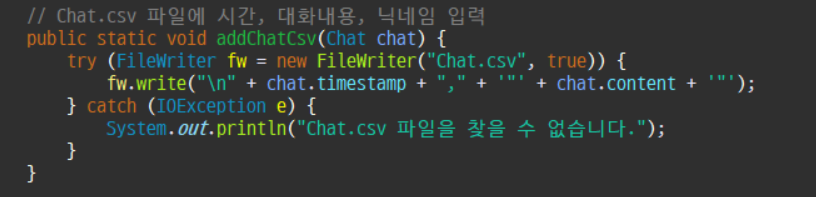 // Chat.csv 파일에 시간, 대화내용, 닉네임 입력
public static void addChatCsv(Chat chat) {
    try (FileWriter fw = new FileWriter("Chat.csv", true)) {
        fw.write("\n" + chat.timestamp + "," + '"' + chat.content + '"');
    } catch (IOException e) {
        System.out.println("Chat.csv 파일을 찾을 수 없습니다.");
    }
}